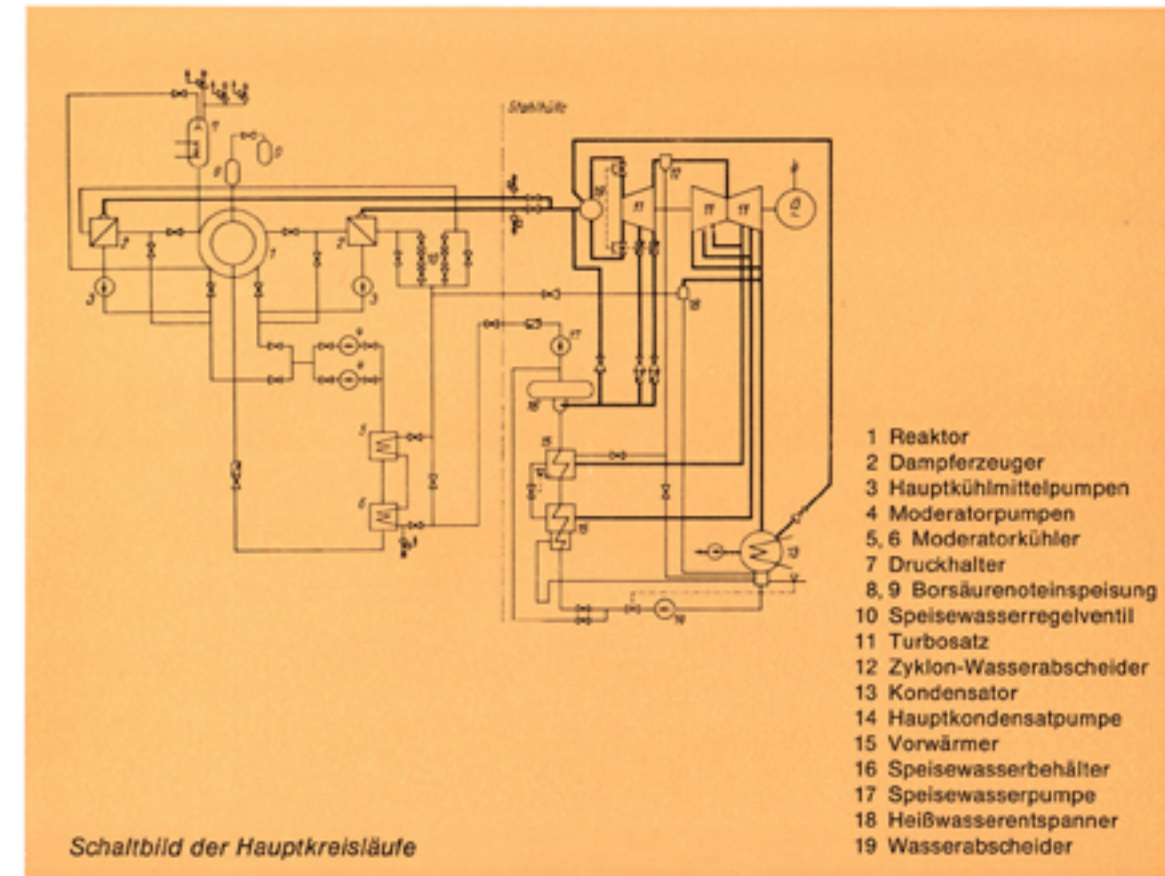 Stahlhülle
1 Reaktor
2 Dampferzeuger
3 Hauptkühlmittelpumpen
4 Moderatorpumpen
5, 6 Moderatorkühler
7 Druckhalter
8, 9 Borsäurenoteinspeisung
10 Speisewasserregelventil
11 Turbosatz
12 Zyklon-Wasserabscheider
13 Kondensator
14 Hauptkondensatpumpe
15 Vorwärmer
16 Speisewasserbehälter
17 Speisewasserpumpe
18 Heißwasserentspanner
19 Wasserabscheider
Schaltbild der Hauptkreisläufe